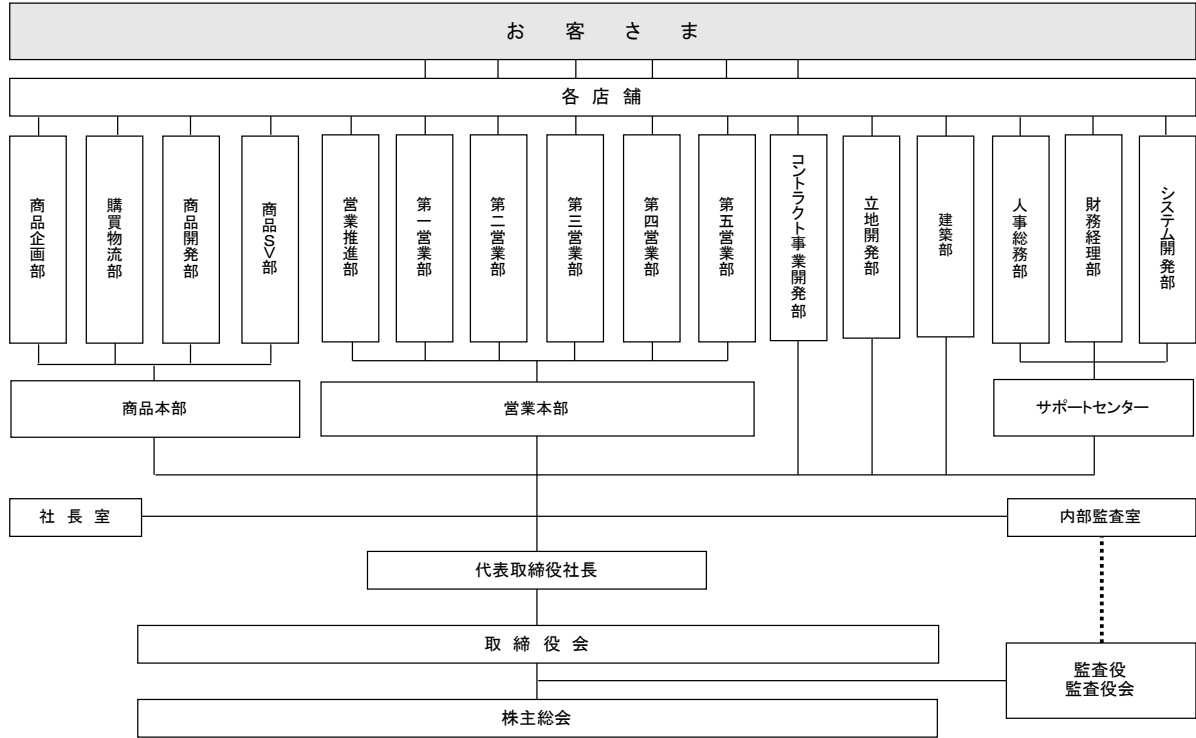 お客さま
各店舗
商品企画部
購買物流部
商品開発部
商品SV部
営業推進部
第一営業部
第二営業部
第三営業部
第四営業部
第五営業部
コントラクト事業開発部
立地開発部
建築部
人事総務部
財務経理部
システム開発部
商品本部
営業本部
サポートセンター
社長室
内部監査室
代表取締役社長
取締役会
監査役
監査役会
株主総会